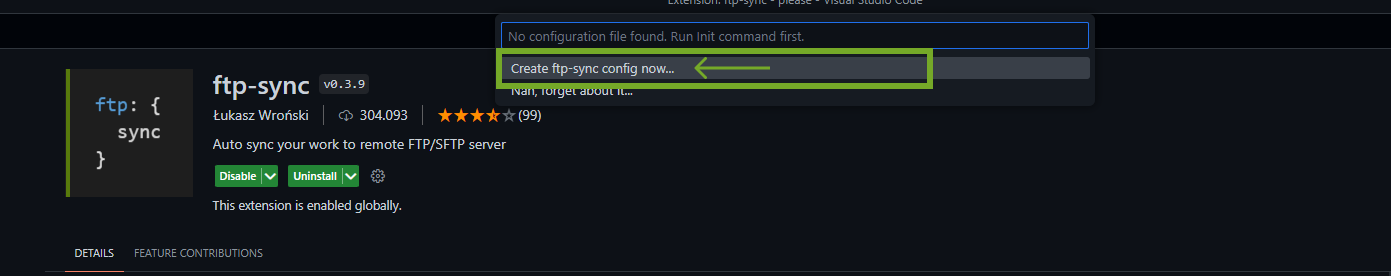 Extension: ftp-sync - please - Visual Studio Code
No configuration file found. Run Init command first.
Create ftp-sync config now...
Nah, forget about it...
ftp: {
sync
}
ftp-sync v0.3.9
Łukasz Wroński 304.093 (99)
Auto sync your work to remote FTP/SFTP server
Disable Uninstall
This extension is enabled globally.
DETAILS FEATURE CONTRIBUTIONS